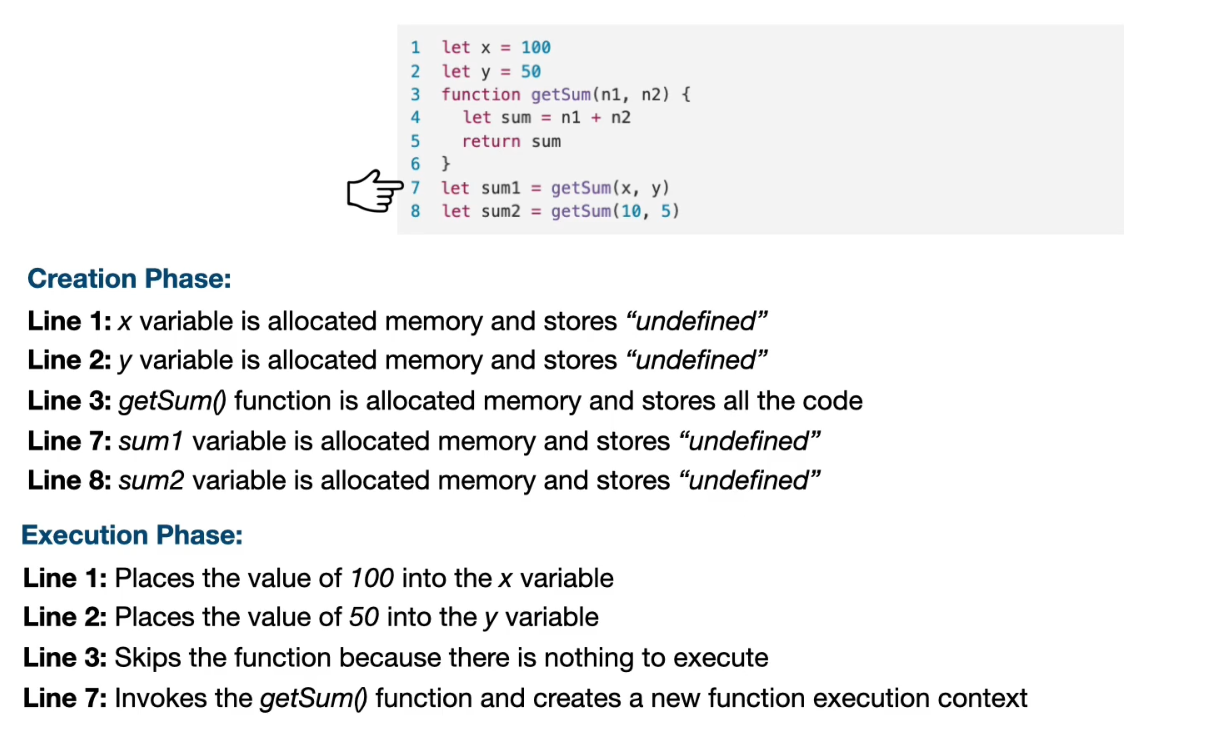 1 let x = 100
2 let y = 50
3 function getSum(n1, n2) {
4 let sum = n1 + n2
5 return sum
6 }
7 let sum1 = getSum(x, y)
8 let sum2 = getSum(10, 5)
Creation Phase:
Line 1: x variable is allocated memory and stores “undefined”
Line 2: y variable is allocated memory and stores “undefined”
Line 3: getSum() function is allocated memory and stores all the code
Line 7: sum1 variable is allocated memory and stores “undefined”
Line 8: sum2 variable is allocated memory and stores “undefined”
Execution Phase:
Line 1: Places the value of 100 into the x variable
Line 2: Places the value of 50 into the y variable
Line 3: Skips the function because there is nothing to execute
Line 7: Invokes the getSum() function and creates a new function execution context